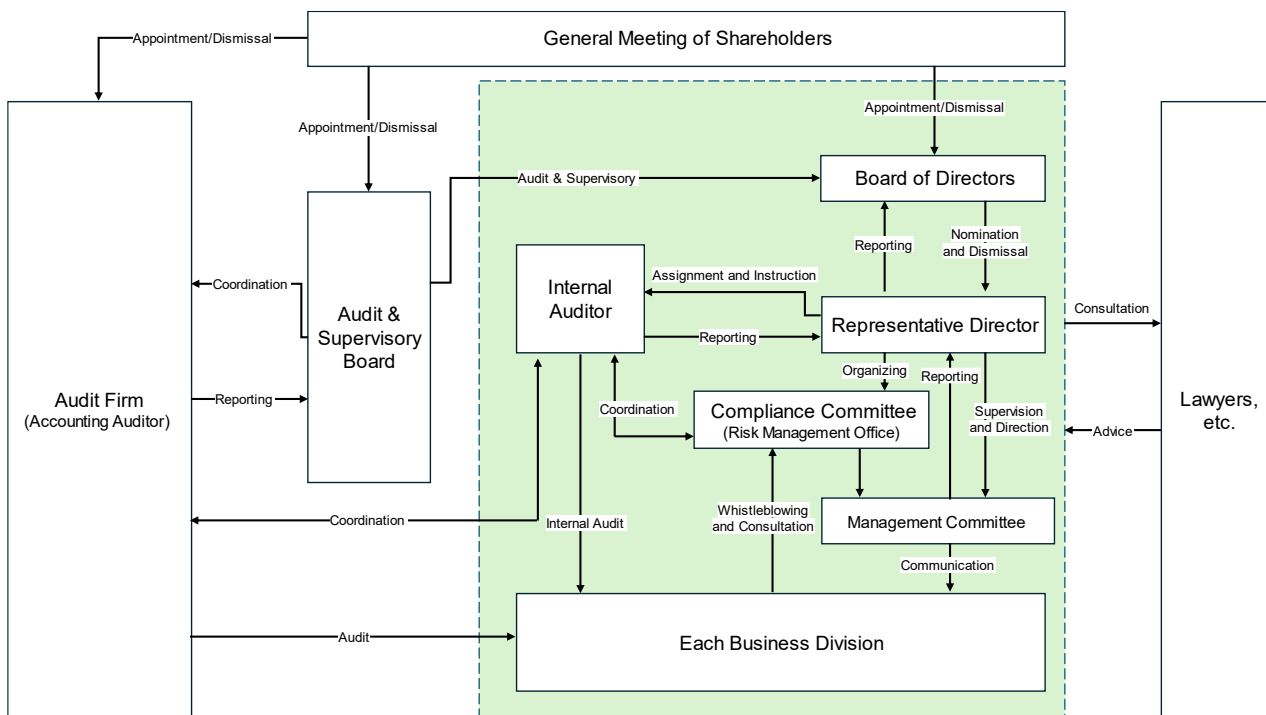 General Meeting of Shareholders
Appointment/Dismissal
Appointment/Dismissal
Appointment/Dismissal
Board of Directors
Audit & Supervisory
Nomination
and Dismissal
Reporting
Internal
Auditor
Assignment and Instruction
Coordination
Audit &
Supervisory
Board
Representative Director
Reporting
Consultation
Organizing
Reporting
Audit Firm
(Accounting Auditor)
Reporting
Coordination
Compliance Committee
(Risk Management Office)
Supervision
and Direction
Lawyers,
etc.
Advice
Coordination
Internal Audit
Whistleblowing
and Consultation
Management Committee
Communication
Audit
Each Business Division